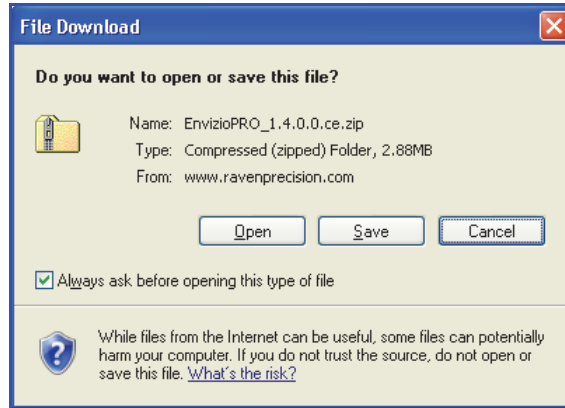 File Download
Do you want to open or save this file?
Name: EnvizioPRO_1.4.0.0.ce.zip
Type: Compressed (zipped) Folder, 2.88MB
From: www.ravenprecision.com
Open Save Cancel
Always ask before opening this type of file
While files from the Internet can be useful, some files can potentially
harm your computer. If you do not trust the source, do not open or
save this file. What's the risk?